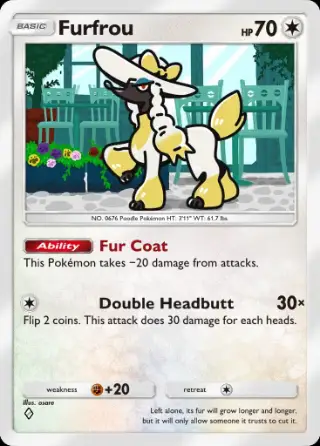 BASIC Furfrou HP 70
NO. 0676 Poodle Pokémon HT. 3'11" WT. 61.7 lbs.
Ability Fur Coat
This Pokémon takes −20 damage from attacks.
Double Headbutt 30×
Flip 2 coins. This attack does 30 damage for each heads.
weakness +20 retreat
illus. osare
Left alone, its fur will grow longer and longer,
but it will only allow someone it trusts to cut it.